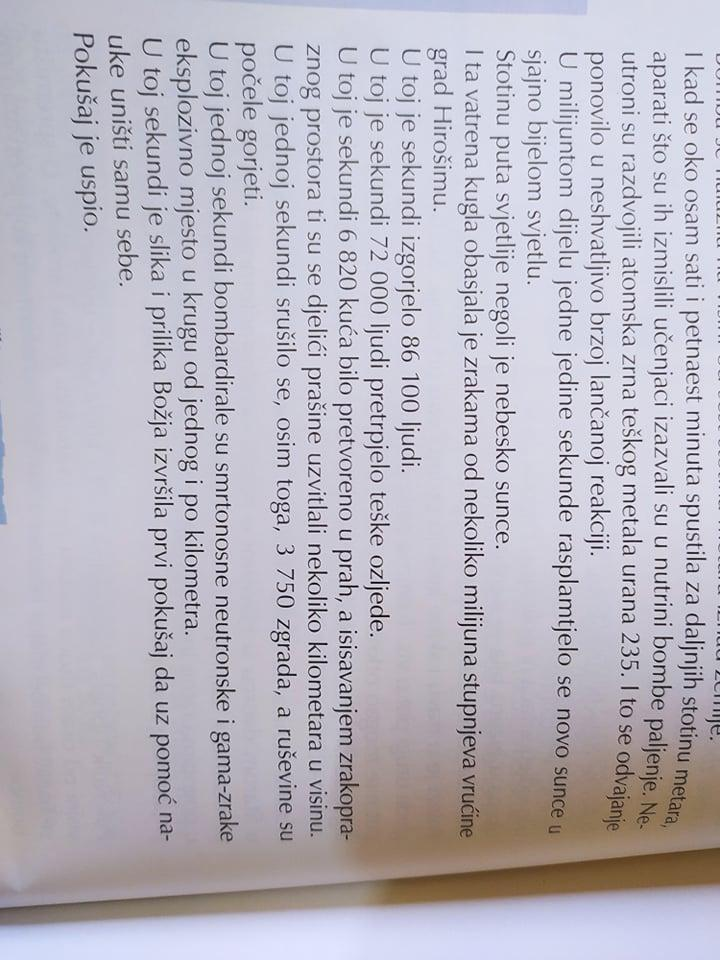 zemlje.
I kad se oko osam sati i petnaest minuta spustila za daljnjih stotinu metara,
aparati što su ih izmislili učenjaci izazvali su u nutrini bombe paljenje. Ne-
utroni su razdvojili atomska zrna teškog metala urana 235. I to se odvajanje
ponovilo u neshvatljivo brzoj lančanoj reakciji.
U milijuntom dijelu jedne jedine sekunde rasplamtjelo se novo sunce u
sjajno bijelom svjetlu.
Stotinu puta svjetlije negoli je nebesko sunce.
I ta vatrena kugla obasjala je zrakama od nekoliko milijuna stupnjeva vrućine
grad Hirošimu.
U toj je sekundi izgorjelo 86 100 ljudi.
U toj je sekundi 72 000 ljudi pretrpjelo teške ozljede.
U toj je sekundi 6 820 kuća bilo pretvoreno u prah, a isisavanjem zrakopra-
znog prostora ti su se djelići prašine uzvitlali nekoliko kilometara u visinu.
U toj jednoj sekundi srušilo se, osim toga, 3 750 zgrada, a ruševine su
počele gorjeti.
U toj jednoj sekundi bombardirale su smrtonosne neutronske i gama-zrake
eksplozivno mjesto u krugu od jednog i po kilometra.
U toj sekundi je slika i prilika Božja izvršila prvi pokušaj da uz pomoć na-
uke uništi samu sebe.
Pokušaj je uspio.